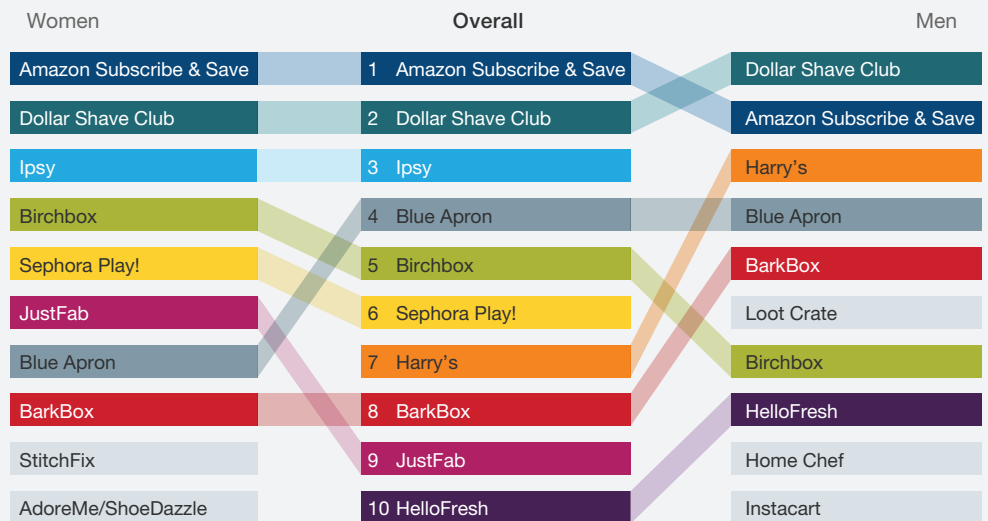 Women Overall Men
Amazon Subscribe & Save 1 Amazon Subscribe & Save Dollar Shave Club
Dollar Shave Club 2 Dollar Shave Club Amazon Subscribe & Save
Ipsy 3 Ipsy Harry’s
Birchbox 4 Blue Apron Blue Apron
Sephora Play! 5 Birchbox BarkBox
JustFab 6 Sephora Play! Loot Crate
Blue Apron 7 Harry’s Birchbox
BarkBox 8 BarkBox HelloFresh
StitchFix 9 JustFab Home Chef
AdoreMe/ShoeDazzle 10 HelloFresh Instacart